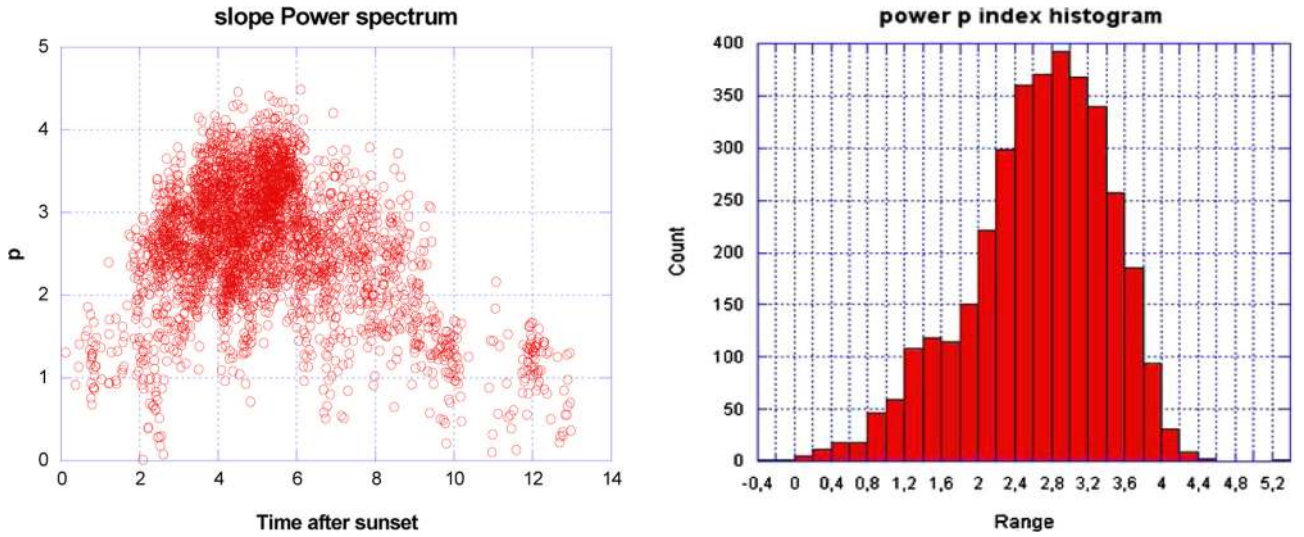 slope Power spectrum
5
4
3
2
1
0
p
0 2 4 6 8 10 12 14
Time after sunset
power p index histogram
400
350
300
250
200
150
100
50
0
Count
-0,4 0 0,4 0,8 1,2 1,6 2 2,4 2,8 3,2 3,6 4 4,4 5,2
Range